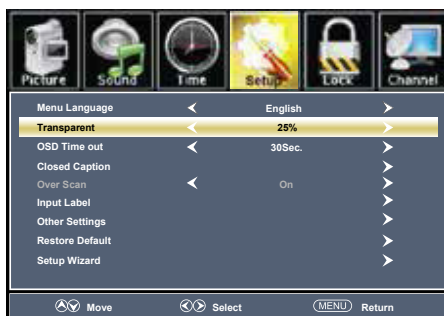 Picture Sound Time Setup Lock Channel
Menu Language English
Transparent 25%
OSD Time out 30Sec.
Closed Caption
Over Scan On
Input Label
Other Settings
Restore Default
Setup Wizard
Move Select MENU Return